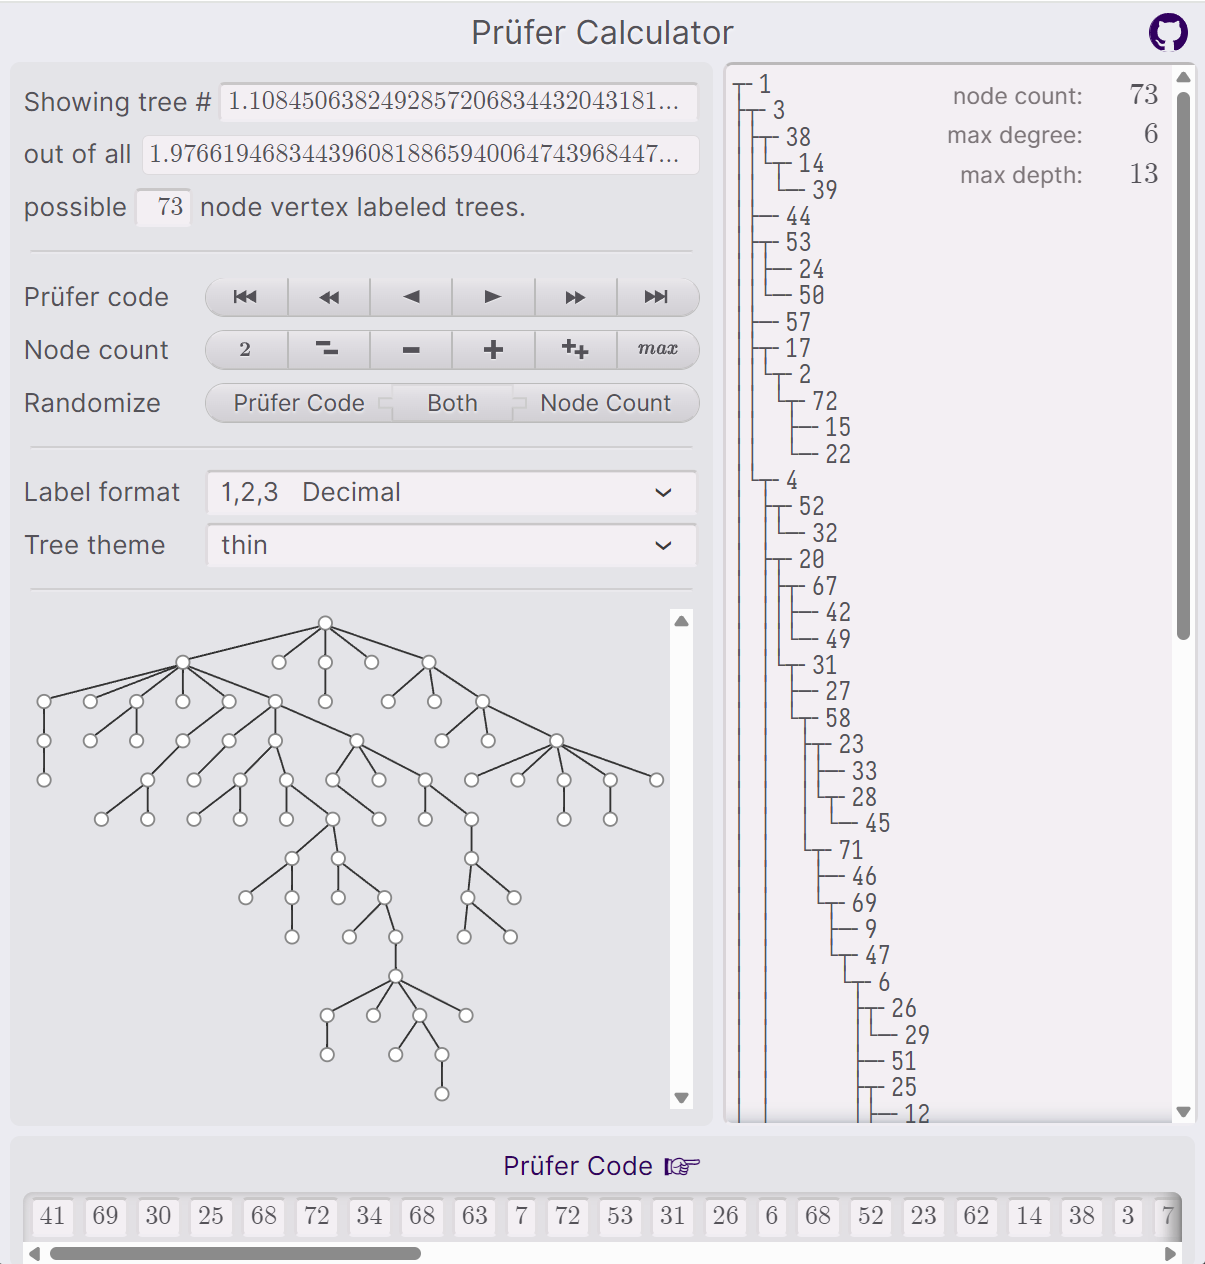 Prüfer Calculator
Showing tree # 1.10845063824928572068344320431​81...
out of all 1.976619468344396081886594006474396​8447...
possible 73 node vertex labeled trees.
Prüfer code
Node count 2 max
Randomize Prüfer Code Both Node Count
Label format 1,2,3 Decimal
Tree theme thin
node count: 73
max degree: 6
max depth: 13
1
3
38
14
39
44
53
24
50
57
17
2
72
15
22
4
52
32
20
67
42
49
31
27
58
23
33
28
45
71
46
69
9
47
6
26
29
51
25
12
Prüfer Code
41 69 30 25 68 72 34 68 63 7 72 53 31 26 6 68 52 23 62 14 38 3 7